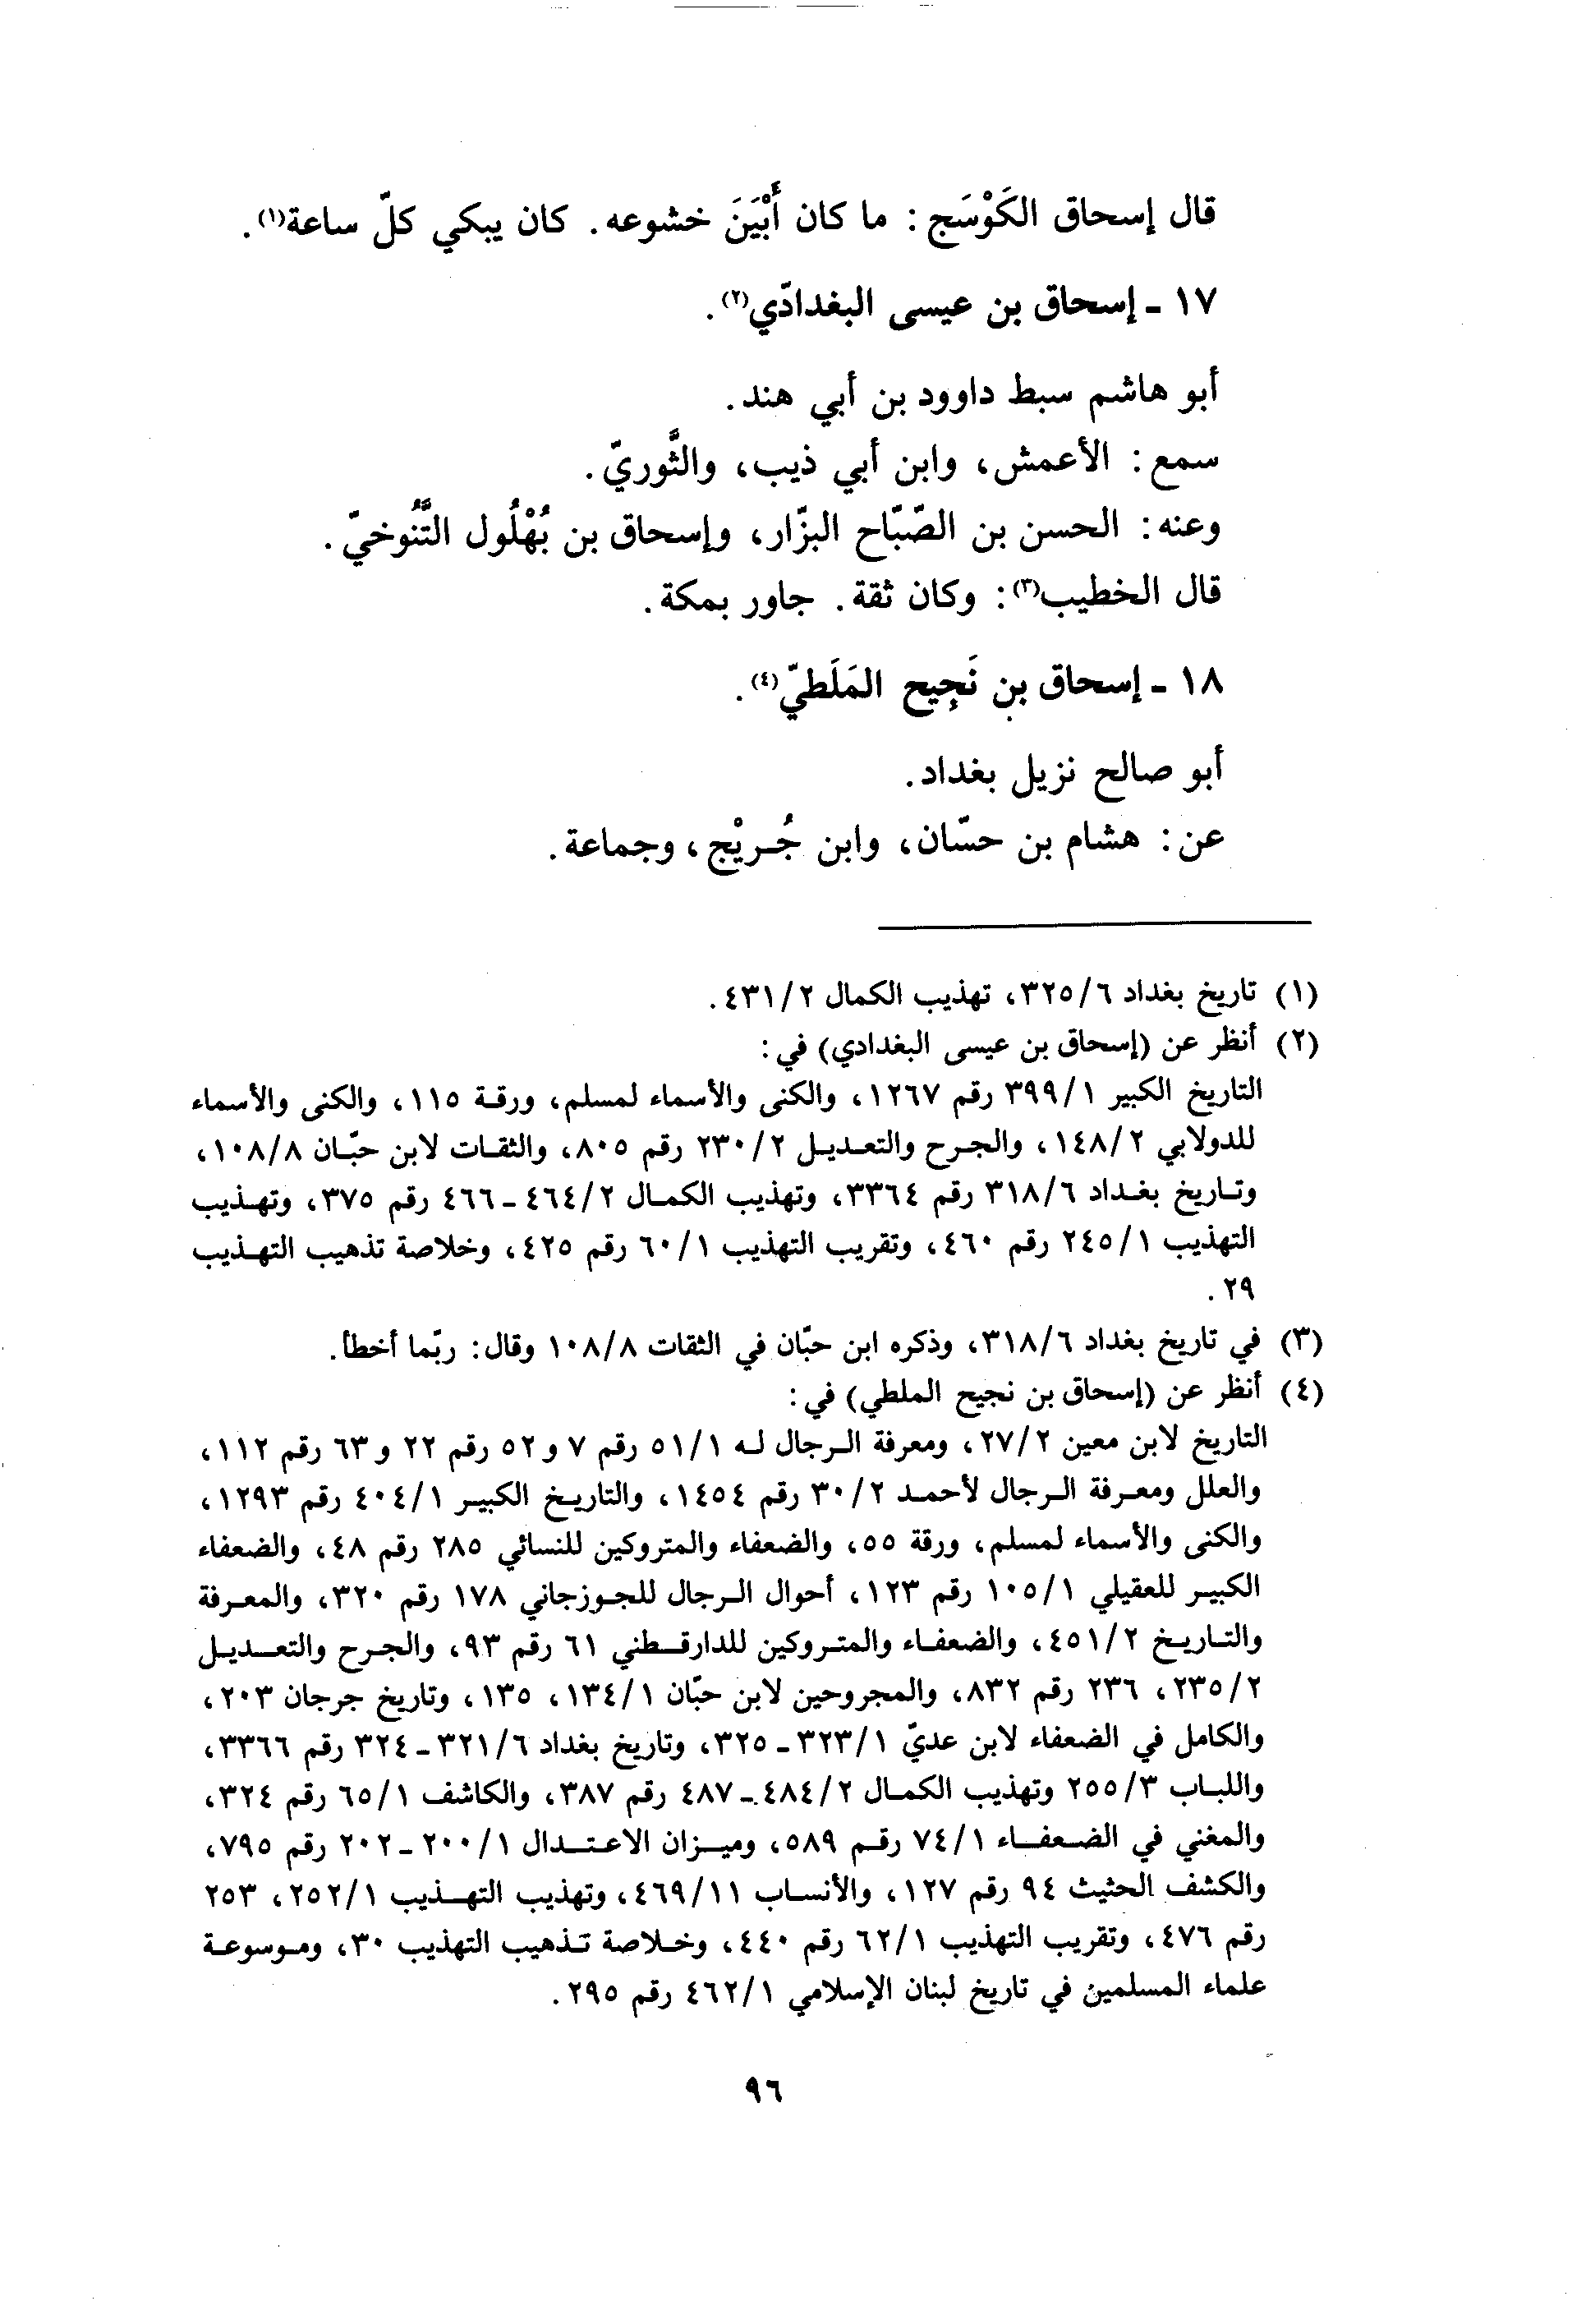 قال إسحاق الكَوْسَج: ما كان أَبْيَنَ خشوعه. كان يبكي كلّ ساعة(١).
١٧ ـ إسحاق بن عيسى البغدادّي(٢).
أبو هاشم سبط داوود بن أبي هند.
سمع: الأعمش، وابن أبي ذيب، والثَّوريّ.
وعنه: الحسن بن الصّبّاح البزّار، وإسحاق بن بُهْلُول التَّنُوخيّ.
قال الخطيب(٣): وكان ثقة. جاور بمكة.
١٨ ـ إسحاق بن نَجِيح المَلَطيّ(٤).
أبو صالح نزيل بغداد.
عن: هشام بن حسّان، وابن جُريْج، وجماعة.
(١) تاريخ بغداد ٣٢٥/٦، تهذيب الكمال ٤٣١/٢.
(٢) أنظر عن (إسحاق بن عيسى البغدادي) في:
التاريخ الكبير ٣٩٩/١ رقم ١٢٦٧، والكنى والأسماء لمسلم، ورقة ١١٥، والكنى والأسماء
للدولابي ١٤٨/٢، والجرح والتعديل ٢٣٠/٢ رقم ٨٠٥، والثقات لابن حبّان ١٠٨/٨،
وتاريخ بغداد ٣١٨/٦ رقم ٣٣٦٤، وتهذيب الكمال ٤٦٤/٢ ـ ٤٦٦ رقم ٣٧٥، وتهذيب
التهذيب ٢٤٥/١ رقم ٤٦٠، وتقريب التهذيب ٦٠/١ رقم ٤٢٥، وخلاصة تذهيب التهذيب
٢٩.
(٣) في تاريخ بغداد ٣١٨/٦، وذكره ابن حبّان في الثقات ١٠٨/٨ وقال: ربّما أخطأ.
(٤) أنظر عن (إسحاق بن نجيح الملطي) في:
التاريخ لابن معين ٢٧/٢، ومعرفة الرجال له ٥١/١ رقم ٧ و٥٢ رقم ٢٢ و٦٣ رقم ١١٢،
والعلل ومعرفة الرجال لأحمد ٣٠/٢ رقم ١٤٥٤، والتاريخ الكبير ٤٠٤/١ رقم ١٢٩٣،
والكنى والأسماء لمسلم، ورقة ٥٥، والضعفاء والمتروكين للنسائي ٢٨٥ رقم ٤٨، والضعفاء
الكبير للعقيلي ١٠٥/١ رقم ١٢٣، أحوال الرجال للجوزجاني ١٧٨ رقم ٣٢٠، والمعرفة
والتاريخ ٤٥١/٢، والضعفاء والمتروكين للدارقطني ٦١ رقم ٩٣، والجرح والتعديل
٢٣٥/٢، ٢٣٦ رقم ٨٣٢، والمجروحين لابن حبّان ١٣٤/١، ١٣٥، وتاريخ جرجان ٢٠٣،
والكامل في الضعفاء لابن عديّ ٣٢٣/١ ـ ٣٢٥، وتاريخ بغداد ٣٢١/٦ ـ ٣٢٤ رقم ٣٣٦٦،
واللباب ٢٥٥/٣ وتهذيب الكمال ٤٨٤/٢ ـ ٤٨٧ رقم ٣٨٧، والكاشف ٦٥/١ رقم ٣٢٤،
والمغني في الضعفاء ٧٤/١ رقم ٥٨٩، وميزان الاعتدال ٢٠٠/١ ـ ٢٠٢ رقم ٧٩٥،
والكشف الحثيث ٩٤ رقم ١٢٧، والأنساب ٤٦٩/١١، وتهذيب التهذيب ٢٥٢/١، ٢٥٣
رقم ٤٧٦، وتقريب التهذيب ٦٢/١ رقم ٤٤٠، وخلاصة تذهيب التهذيب ٣٠، وموسوعة
علماء المسلمين في تاريخ لبنان الإسلامي ٤٦٢/١ رقم ٢٩٥.
٩٦